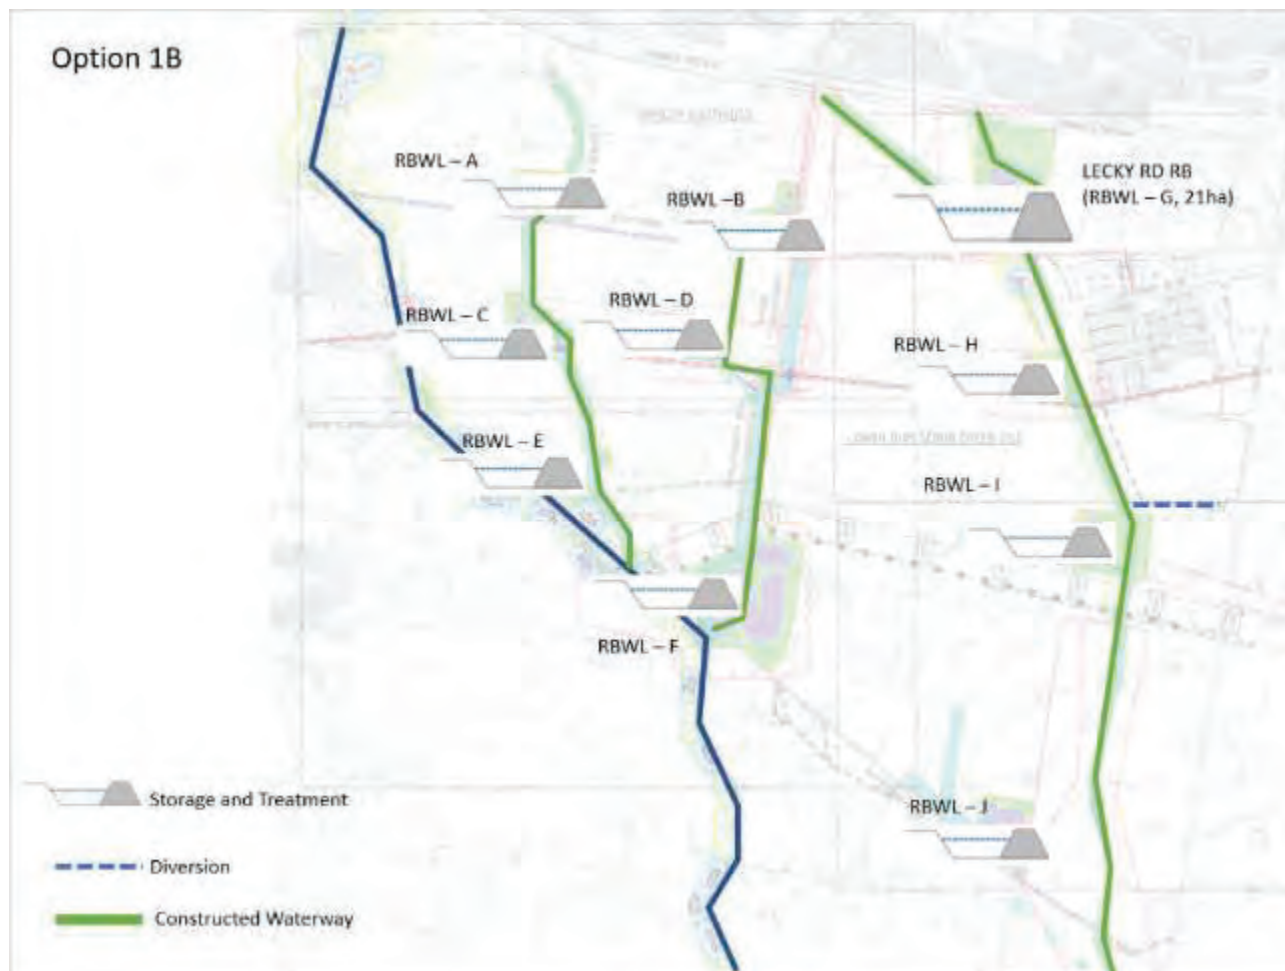 Option 1B
RBWL – A
RBWL –B
LECKY RD RB
(RBWL – G, 21ha)
RBWL – C
RBWL – D
RBWL – H
RBWL – E
RBWL – I
RBWL – F
RBWL – J
Storage and Treatment
Diversion
Constructed Waterway